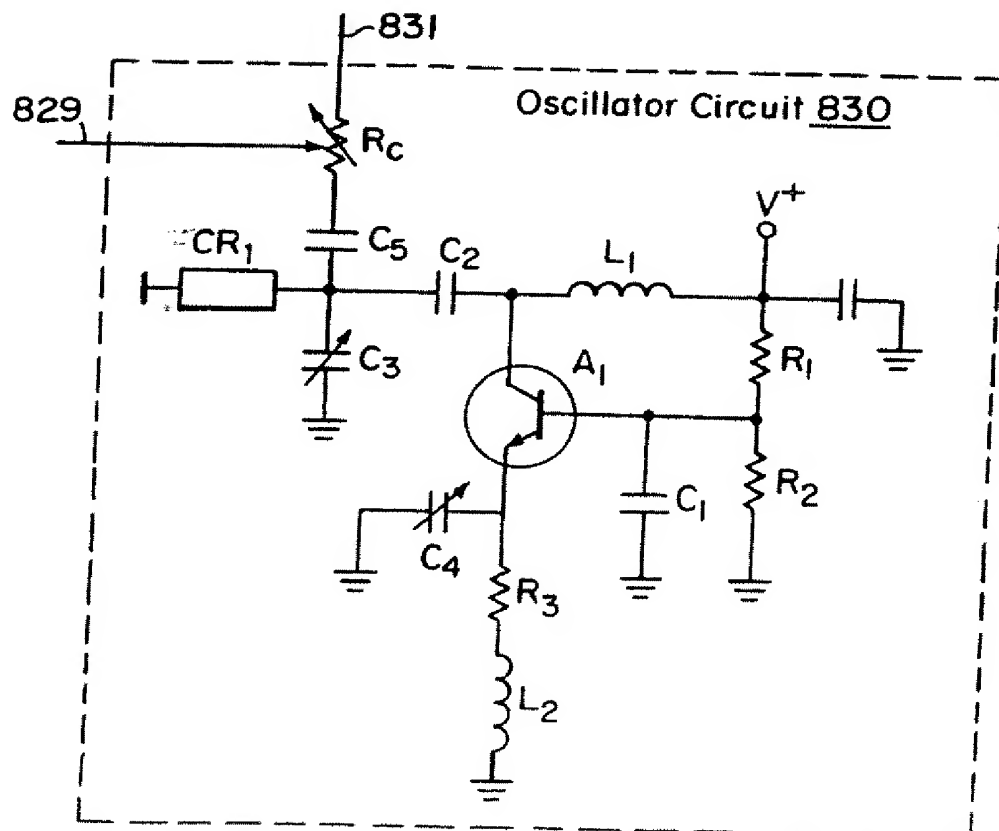 831
829
Oscillator Circuit 830
Rc
V+
CR1
C5
C2
L1
C3
A1
R1
C1
R2
C4
R3
L2